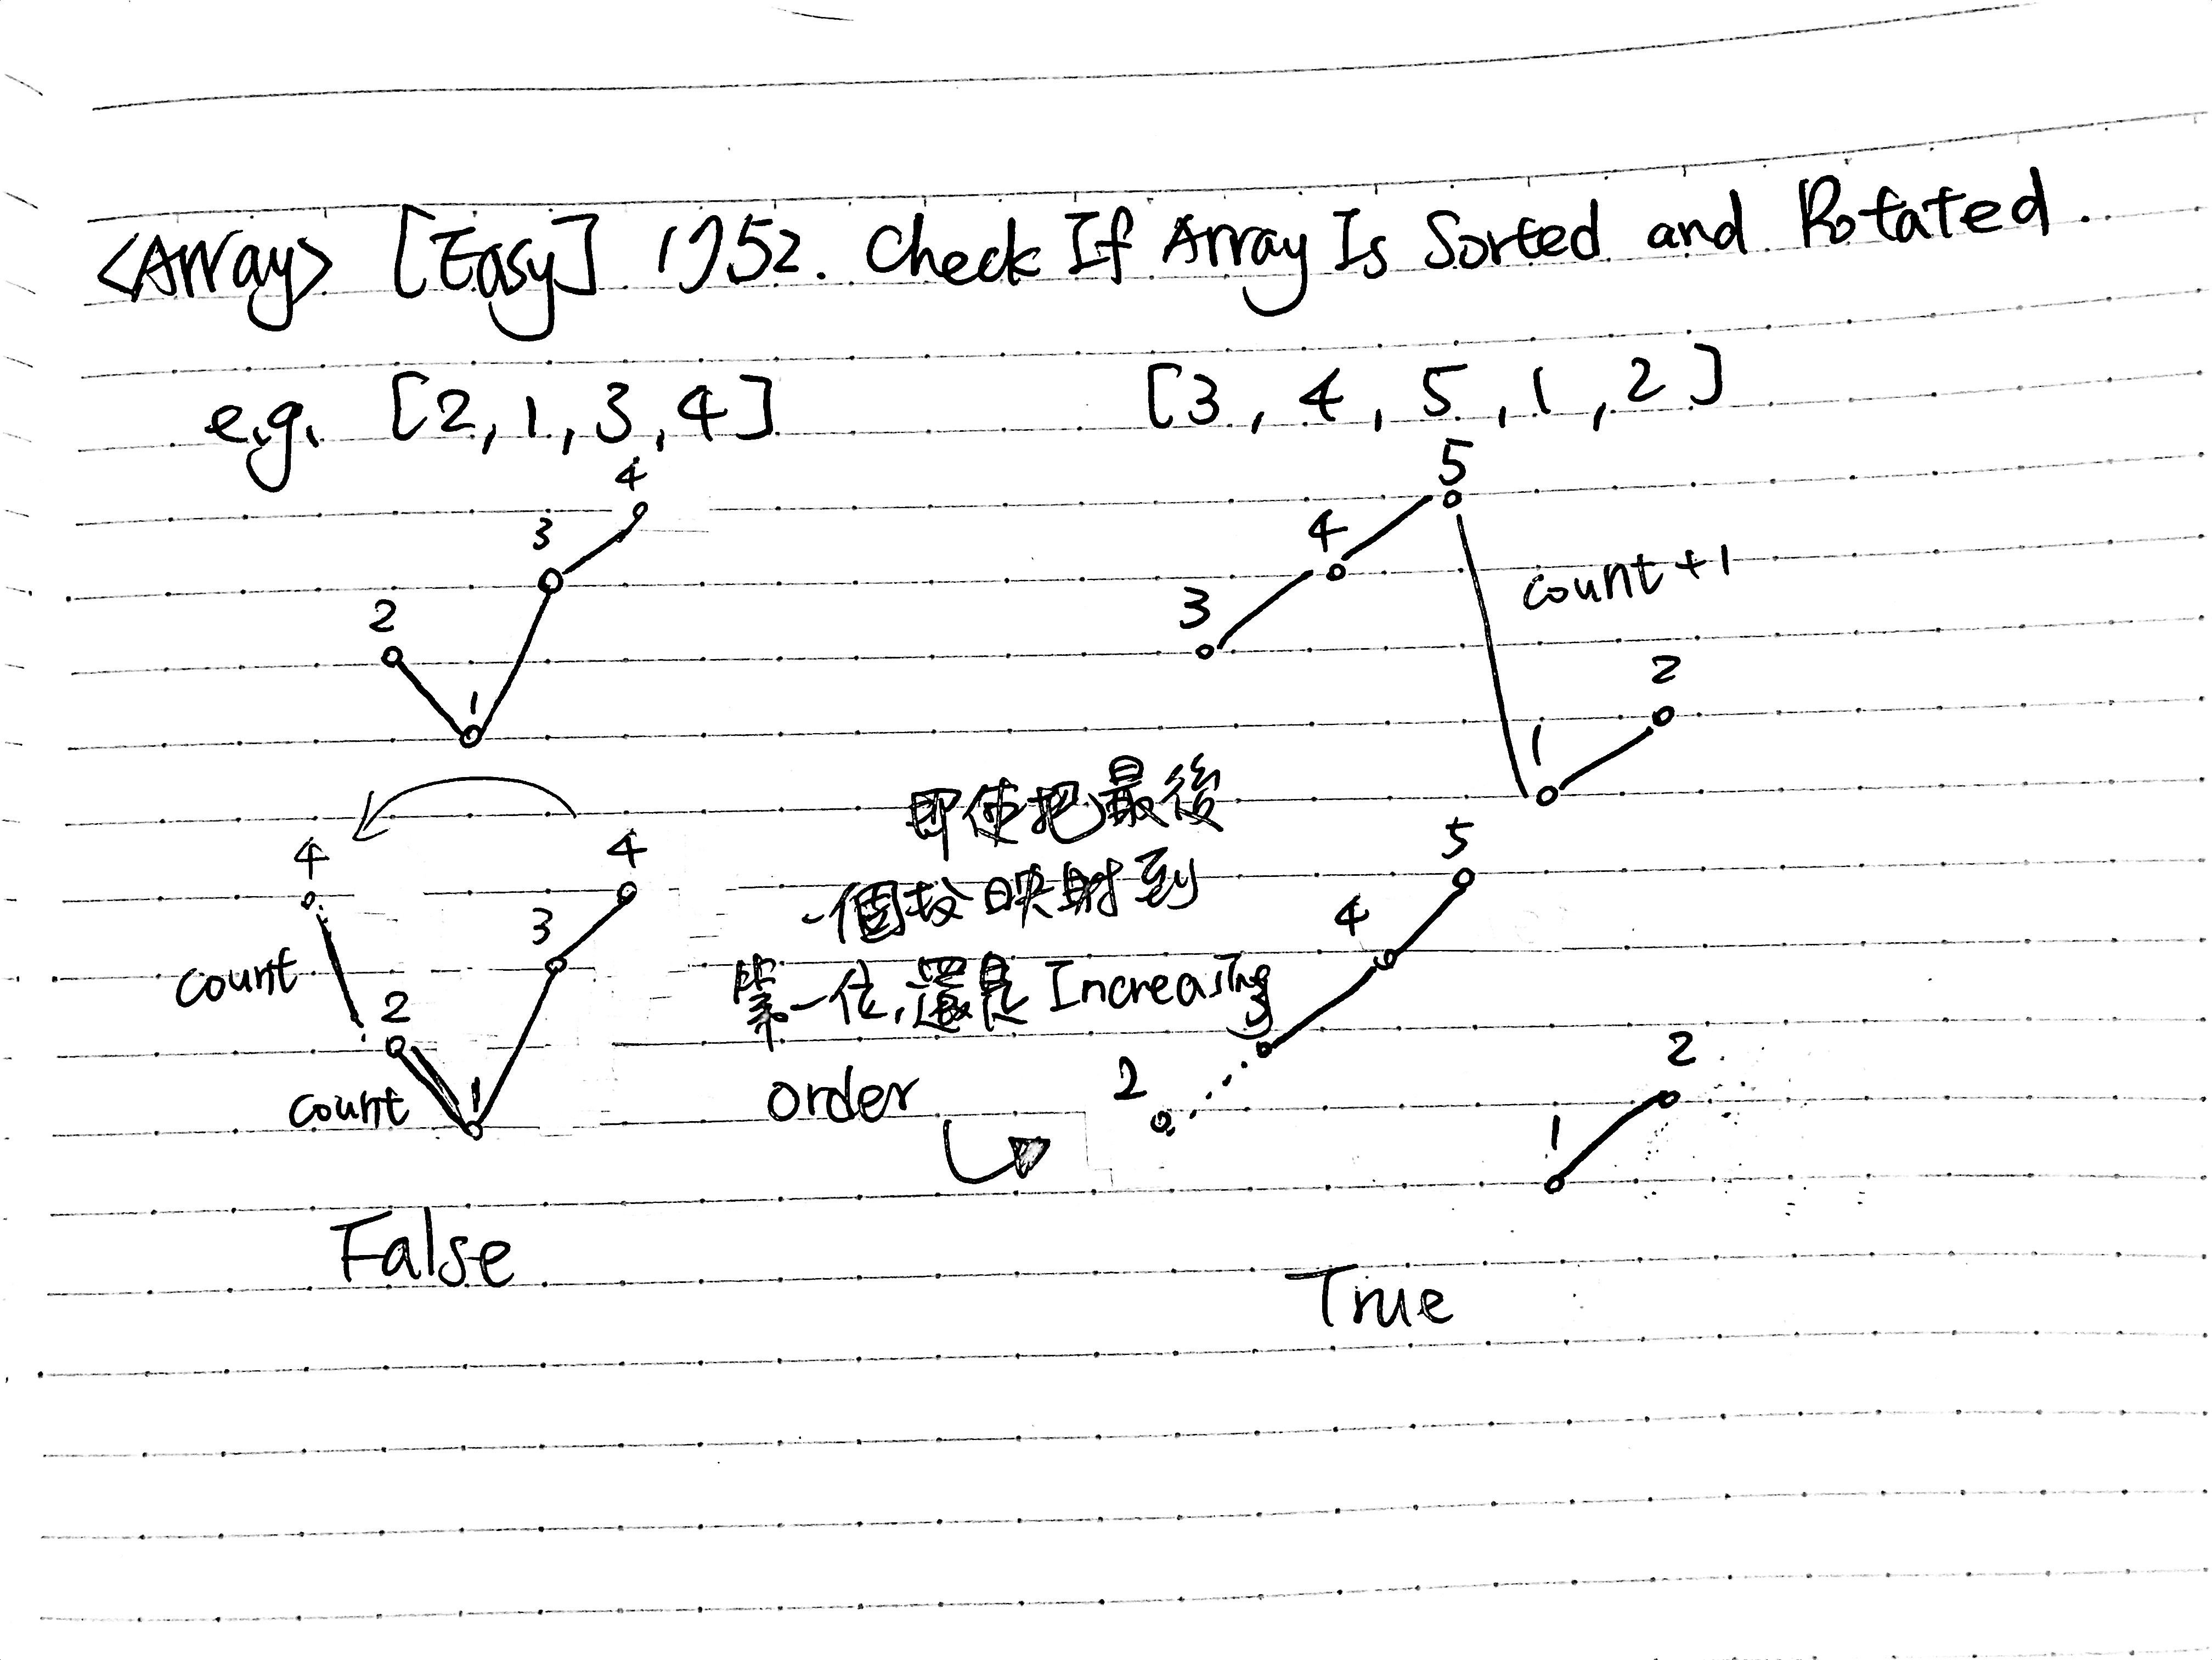 <Array> [Easy] 1752. Check If Array Is Sorted and Rotated
e.g. [2, 1, 3, 4]
[3, 4, 5, 1, 2]
4
3
2
1
5
4
3
count+1
2
1
4
4
3
count
2
count
1
False
即使把最後
一個拉映射到
第一位,還是Increasing
order
5
4
2
2
1
True